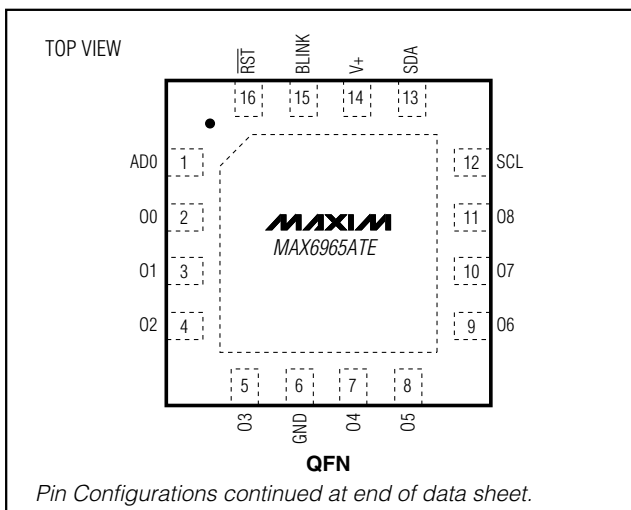 TOP VIEW
RST
BLINK
V+
SDA
16
15
14
13
AD0
1
12
SCL
O0
2
11
O8
O1
3
10
O7
O2
4
9
O6
MAXIM
MAX6965ATE
5
6
7
8
O3
GND
O4
O5
QFN
Pin Configurations continued at end of data sheet.